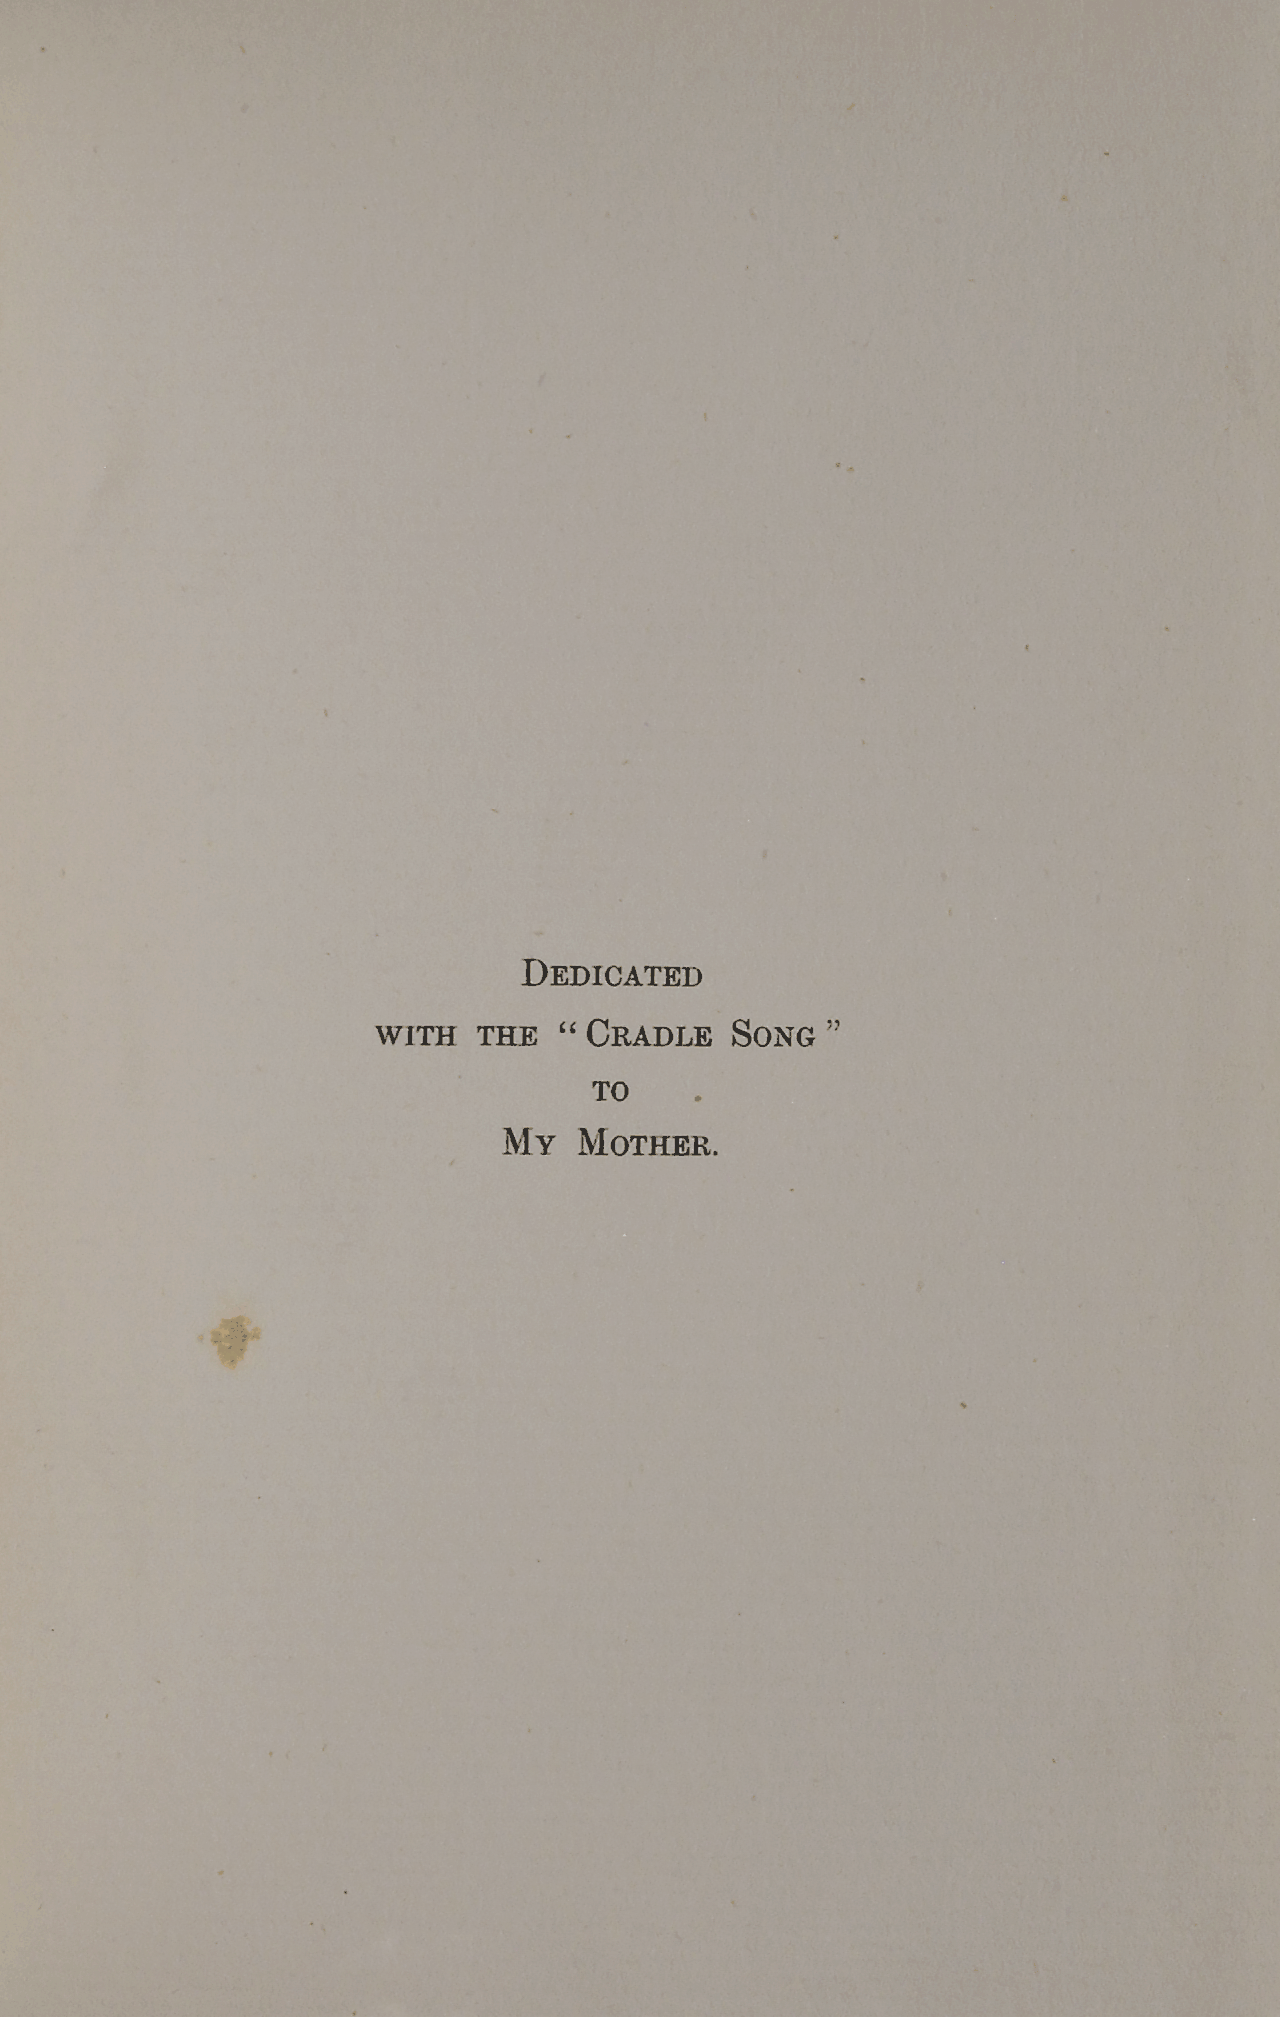 Dedicated
with the “Cradle Song”
to
My Mother.